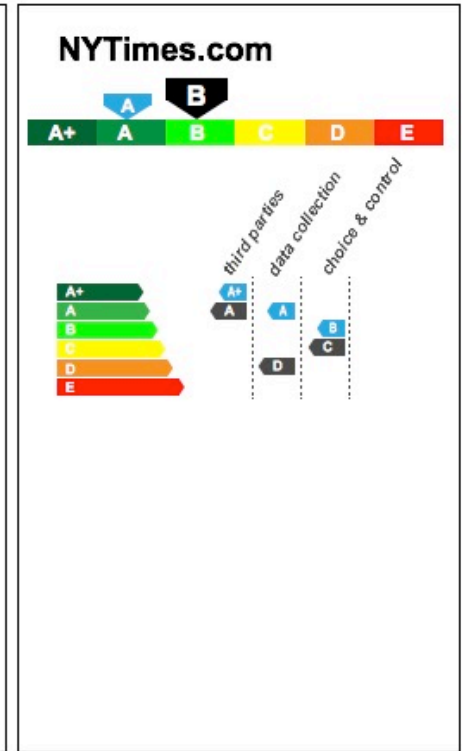 NYTimes.com
A B
A+ A B C D E
third parties
data collection
choice & control
A+ A+
A A A
B B
C C
D D
E